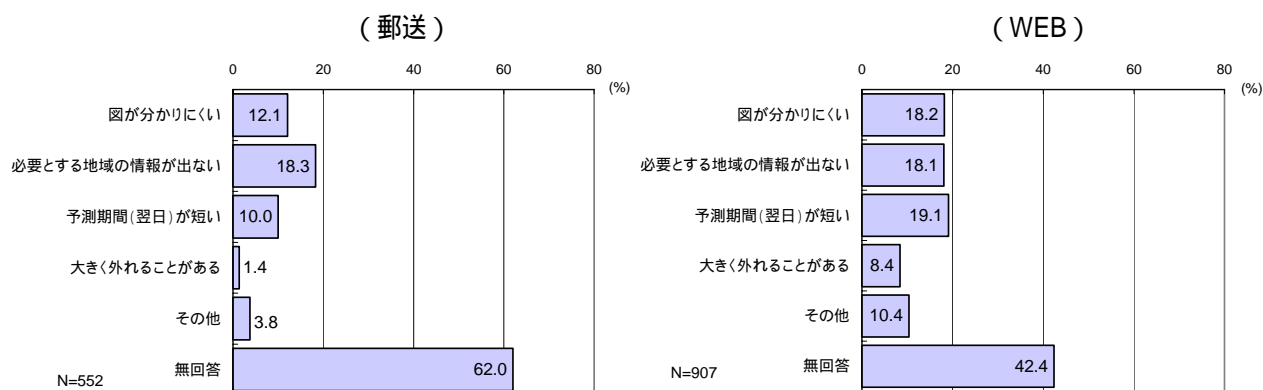 (郵送)
0 20 40 60 80
(%)
図が分かりにくい 12.1
必要とする地域の情報が出ない 18.3
予測期間(翌日)が短い 10.0
大きく外れることがある 1.4
その他 3.8
無回答 62.0
N=552
(WEB)
0 20 40 60 80
(%)
図が分かりにくい 18.2
必要とする地域の情報が出ない 18.1
予測期間(翌日)が短い 19.1
大きく外れることがある 8.4
その他 10.4
無回答 42.4
N=907